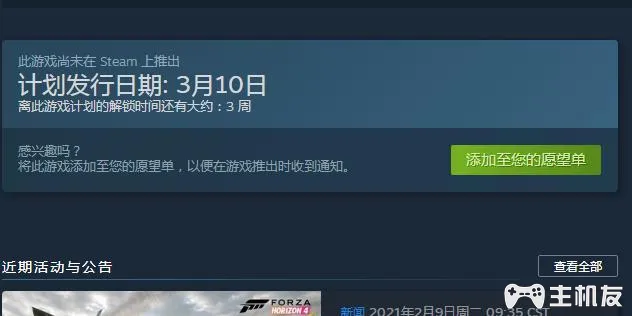 此游戏尚未在 Steam 上推出
计划发行日期: 3月10日
离此游戏计划的解锁时间还有大约：3 周
感兴趣吗？
将此游戏添加至您的愿望单，以便在游戏推出时收到通知。
添加至您的愿望单
近期活动与公告
查看全部
FORZA
HORIZON 4
新闻 2021年2月9日周二 09:35 CST
主机友